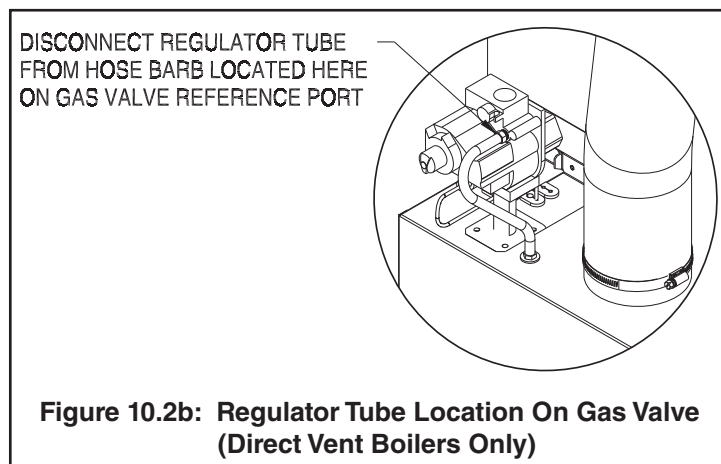 DISCONNECT REGULATOR TUBE
FROM HOSE BARB LOCATED HERE
ON GAS VALVE REFERENCE PORT
Figure 10.2b: Regulator Tube Location On Gas Valve
(Direct Vent Boilers Only)